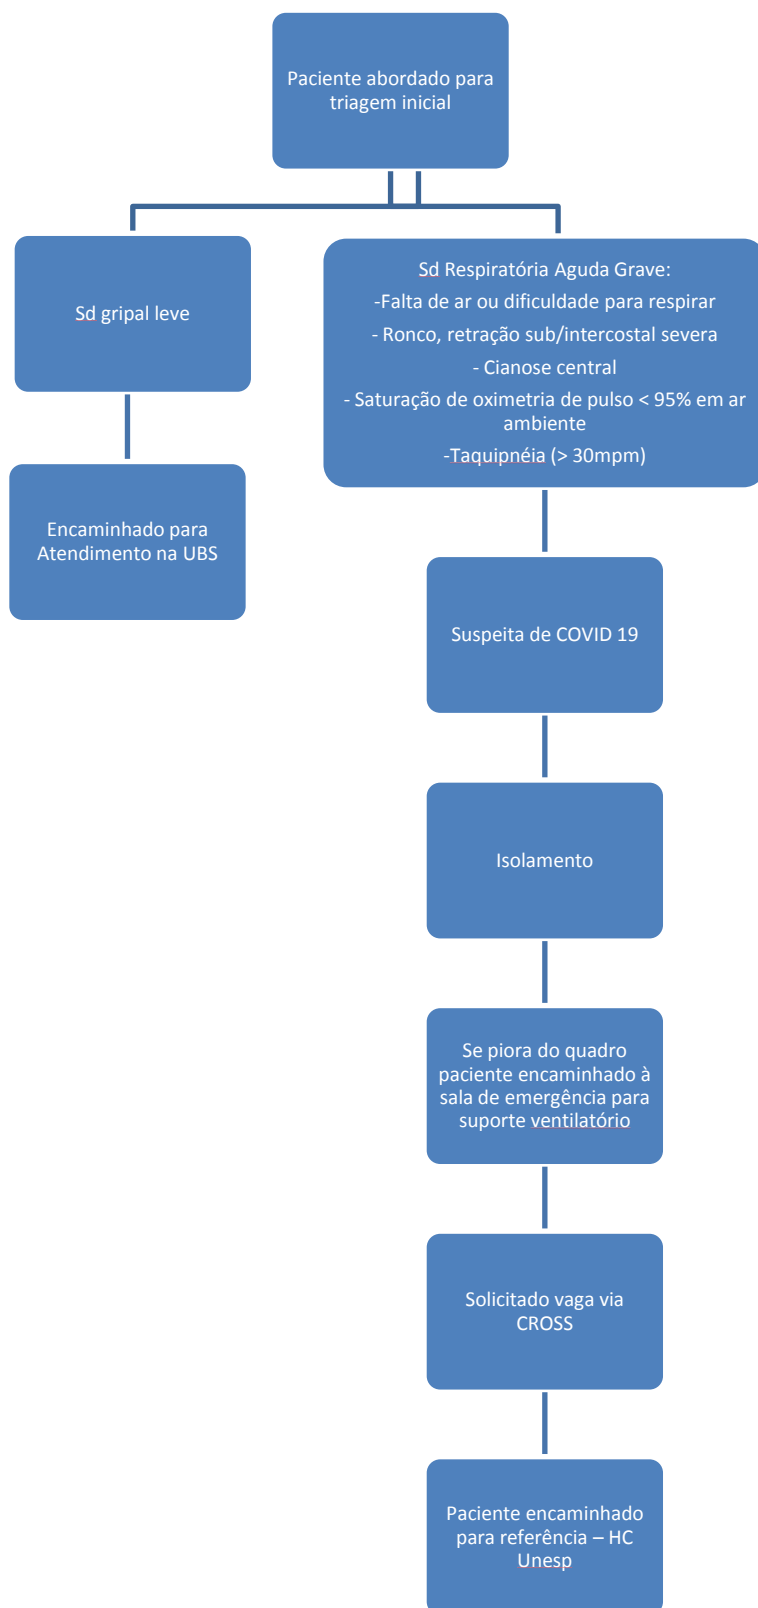 Paciente abordado para
triagem inicial
Sd gripal leve
Encaminhado para
Atendimento na UBS
Sd Respiratória Aguda Grave:
-Falta de ar ou dificuldade para respirar
- Ronco, retração sub/intercostal severa
- Cianose central
- Saturação de oximetria de pulso < 95% em ar
ambiente
-Taquipnéia (> 30mpm)
Suspeita de COVID 19
Isolamento
Se piora do quadro
paciente encaminhado à
sala de emergência para
suporte ventilatório
Solicitado vaga via
CROSS
Paciente encaminhado
para referência – HC
Unesp